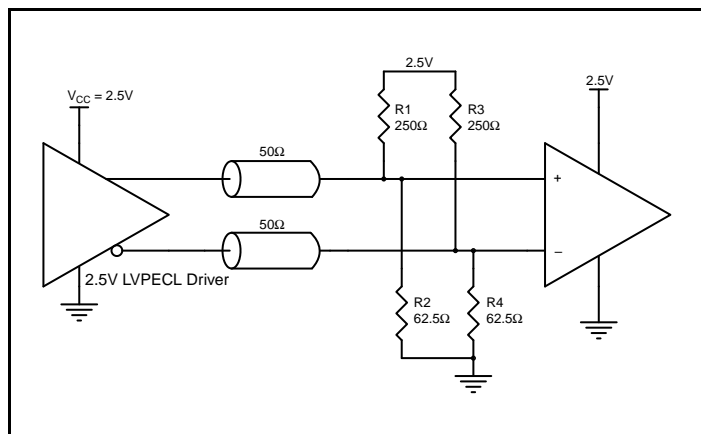 2.5V
V_CC = 2.5V
2.5V
R1
250Ω
R3
250Ω
50Ω
+
50Ω
−
2.5V LVPECL Driver
R2
62.5Ω
R4
62.5Ω